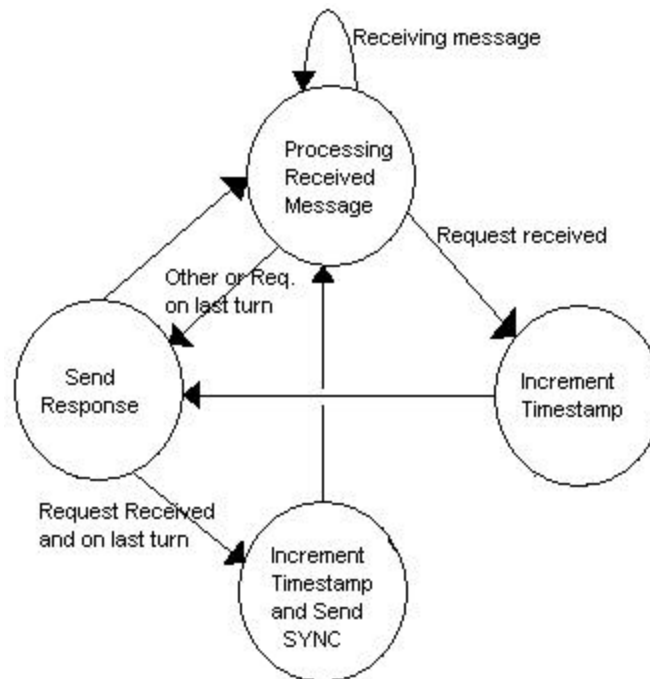 Receiving message
Processing
Received
Message
Request received
Other or Req.
on last turn
Send
Response
Increment
Timestamp
Request Received
and on last turn
Increment
Timestamp
and Send
SYNC